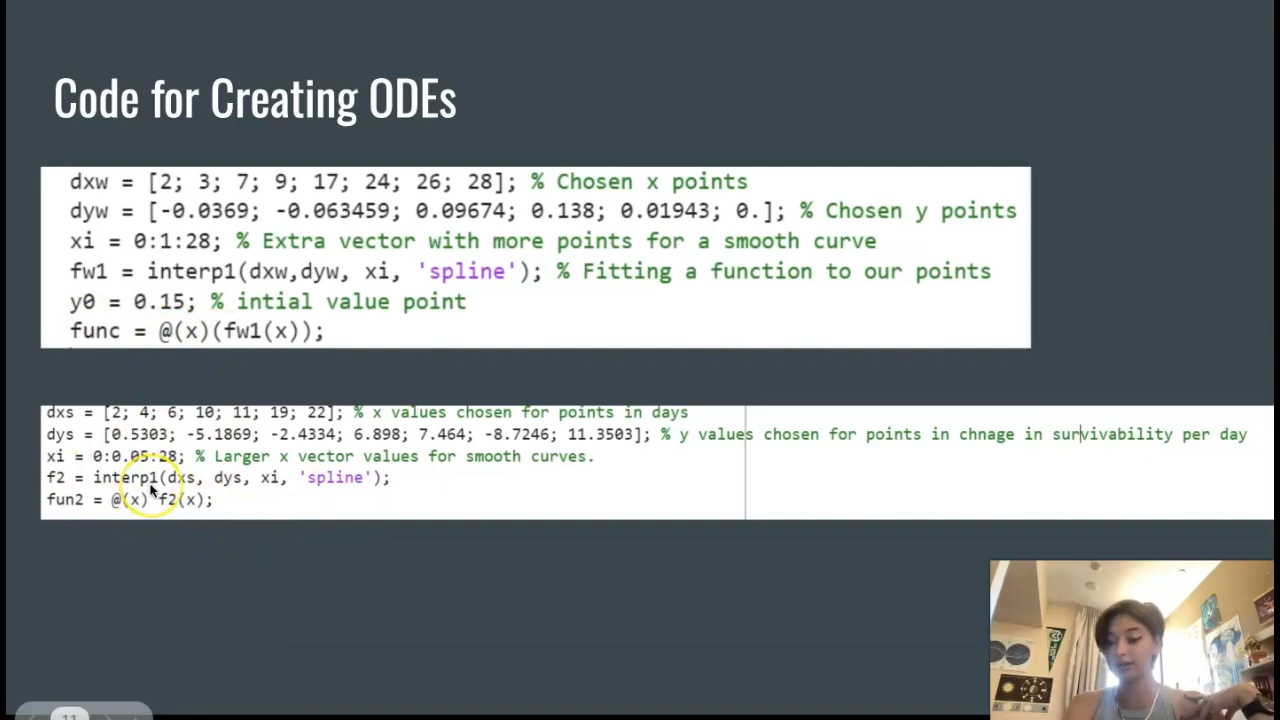 Code for Creating ODEs
dxw = [2; 3; 7; 9; 17; 24; 26; 28]; % Chosen x points
dyw = [-0.0369; -0.063459; 0.09674; 0.138; 0.01943; 0.]; % Chosen y points
xi = 0:1:28; % Extra vector with more points for a smooth curve
fw1 = interp1(dxw,dyw, xi, 'spline'); % Fitting a function to our points
y0 = 0.15; % intial value point
func = @(x)(fw1(x));
dxs = [2; 4; 6; 10; 11; 19; 22]; % x values chosen for points in days
dys = [0.5303; -5.1869; -2.4334; 6.898; 7.464; -8.7246; 11.3503]; % y values chosen for points in chnage in survivability per day
xi = 0:0.05:28; % Larger x vector values for smooth curves.
f2 = interp1(dxs, dys, xi, 'spline');
fun2 = @(x) f2(x);
11